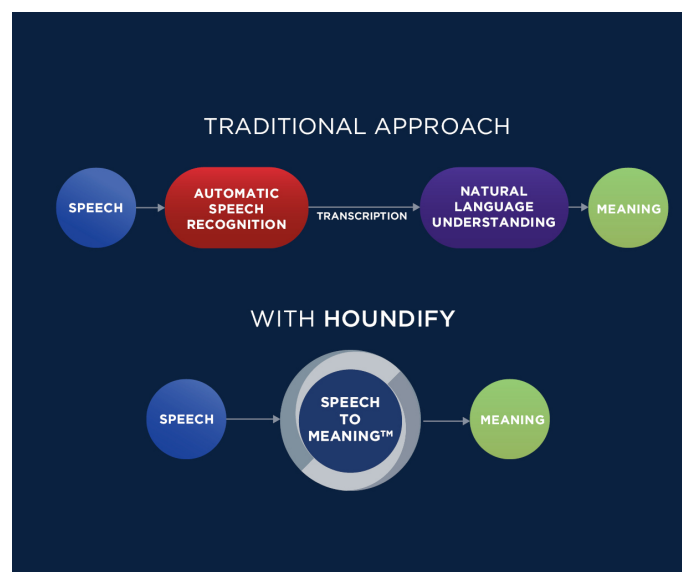 TRADITIONAL APPROACH
SPEECH
AUTOMATIC
SPEECH
RECOGNITION
TRANSCRIPTION
NATURAL
LANGUAGE
UNDERSTANDING
MEANING
WITH HOUNDIFY
SPEECH
SPEECH
TO
MEANING™
MEANING